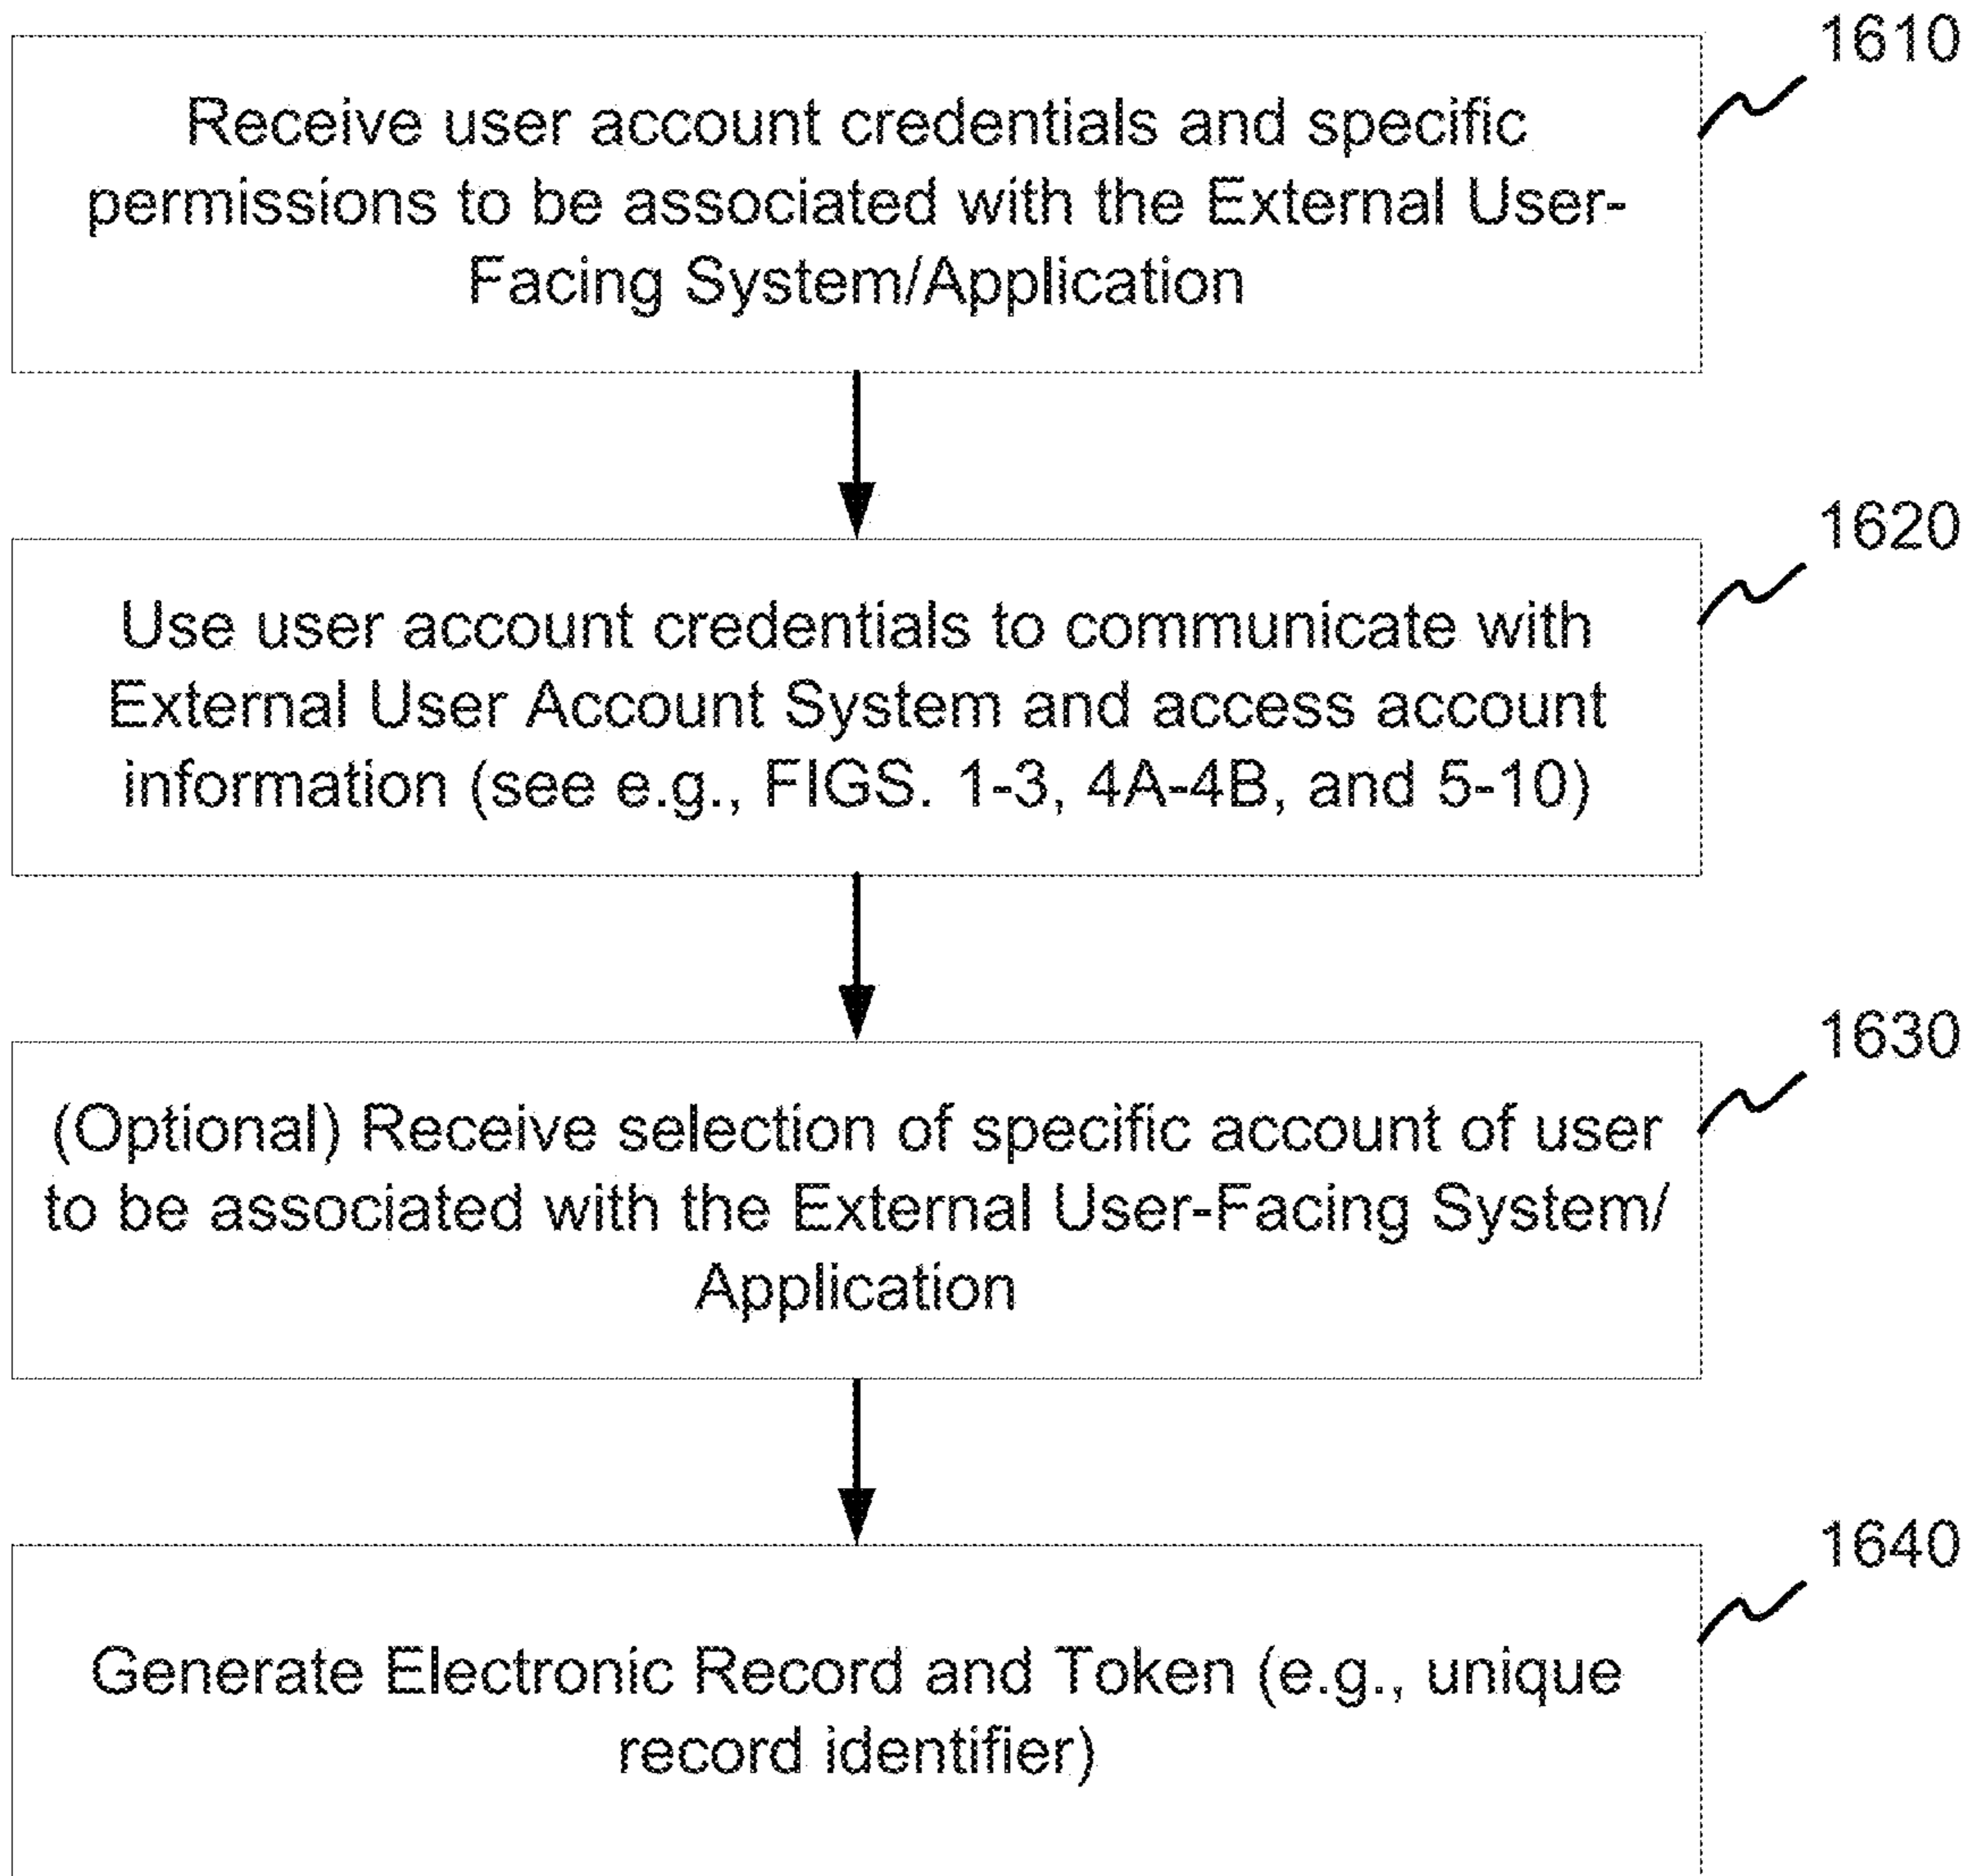 1610
Receive user account credentials and specific
permissions to be associated with the External User-
Facing System/Application
1620
Use user account credentials to communicate with
External User Account System and access account
information (see e.g., FIGS. 1-3, 4A-4B, and 5-10)
1630
(Optional) Receive selection of specific account of user
to be associated with the External User-Facing System/
Application
1640
Generate Electronic Record and Token (e.g., unique
record identifier)